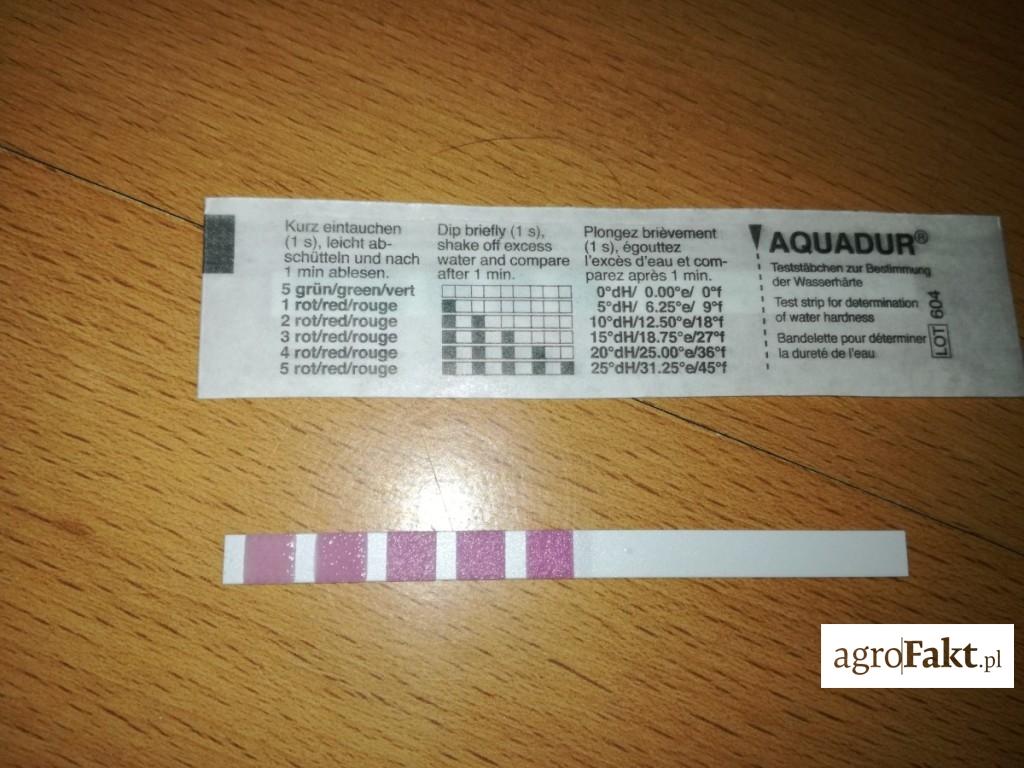 Kurz eintauchen
(1 s), leicht ab-
schütteln und nach
1 min ablesen.
Dip briefly (1 s),
shake off excess
water and compare
after 1 min.
Plongez brièvement
(1 s), égouttez
l'excès d'eau et com-
parez après 1 min.
5 grün/green/vert 0°dH/ 0.00°e/ 0°f
1 rot/red/rouge 5°dH/ 6.25°e/ 9°f
2 rot/red/rouge 10°dH/12.50°e/18°f
3 rot/red/rouge 15°dH/18.75°e/27°f
4 rot/red/rouge 20°dH/25.00°e/36°f
5 rot/red/rouge 25°dH/31.25°e/45°f
AQUADUR®
Teststäbchen zur Bestimmung
der Wasserhärte
Test strip for determination
of water hardness
Bandelette pour déterminer
la dureté de l'eau
LOT 604
agroFakt.pl